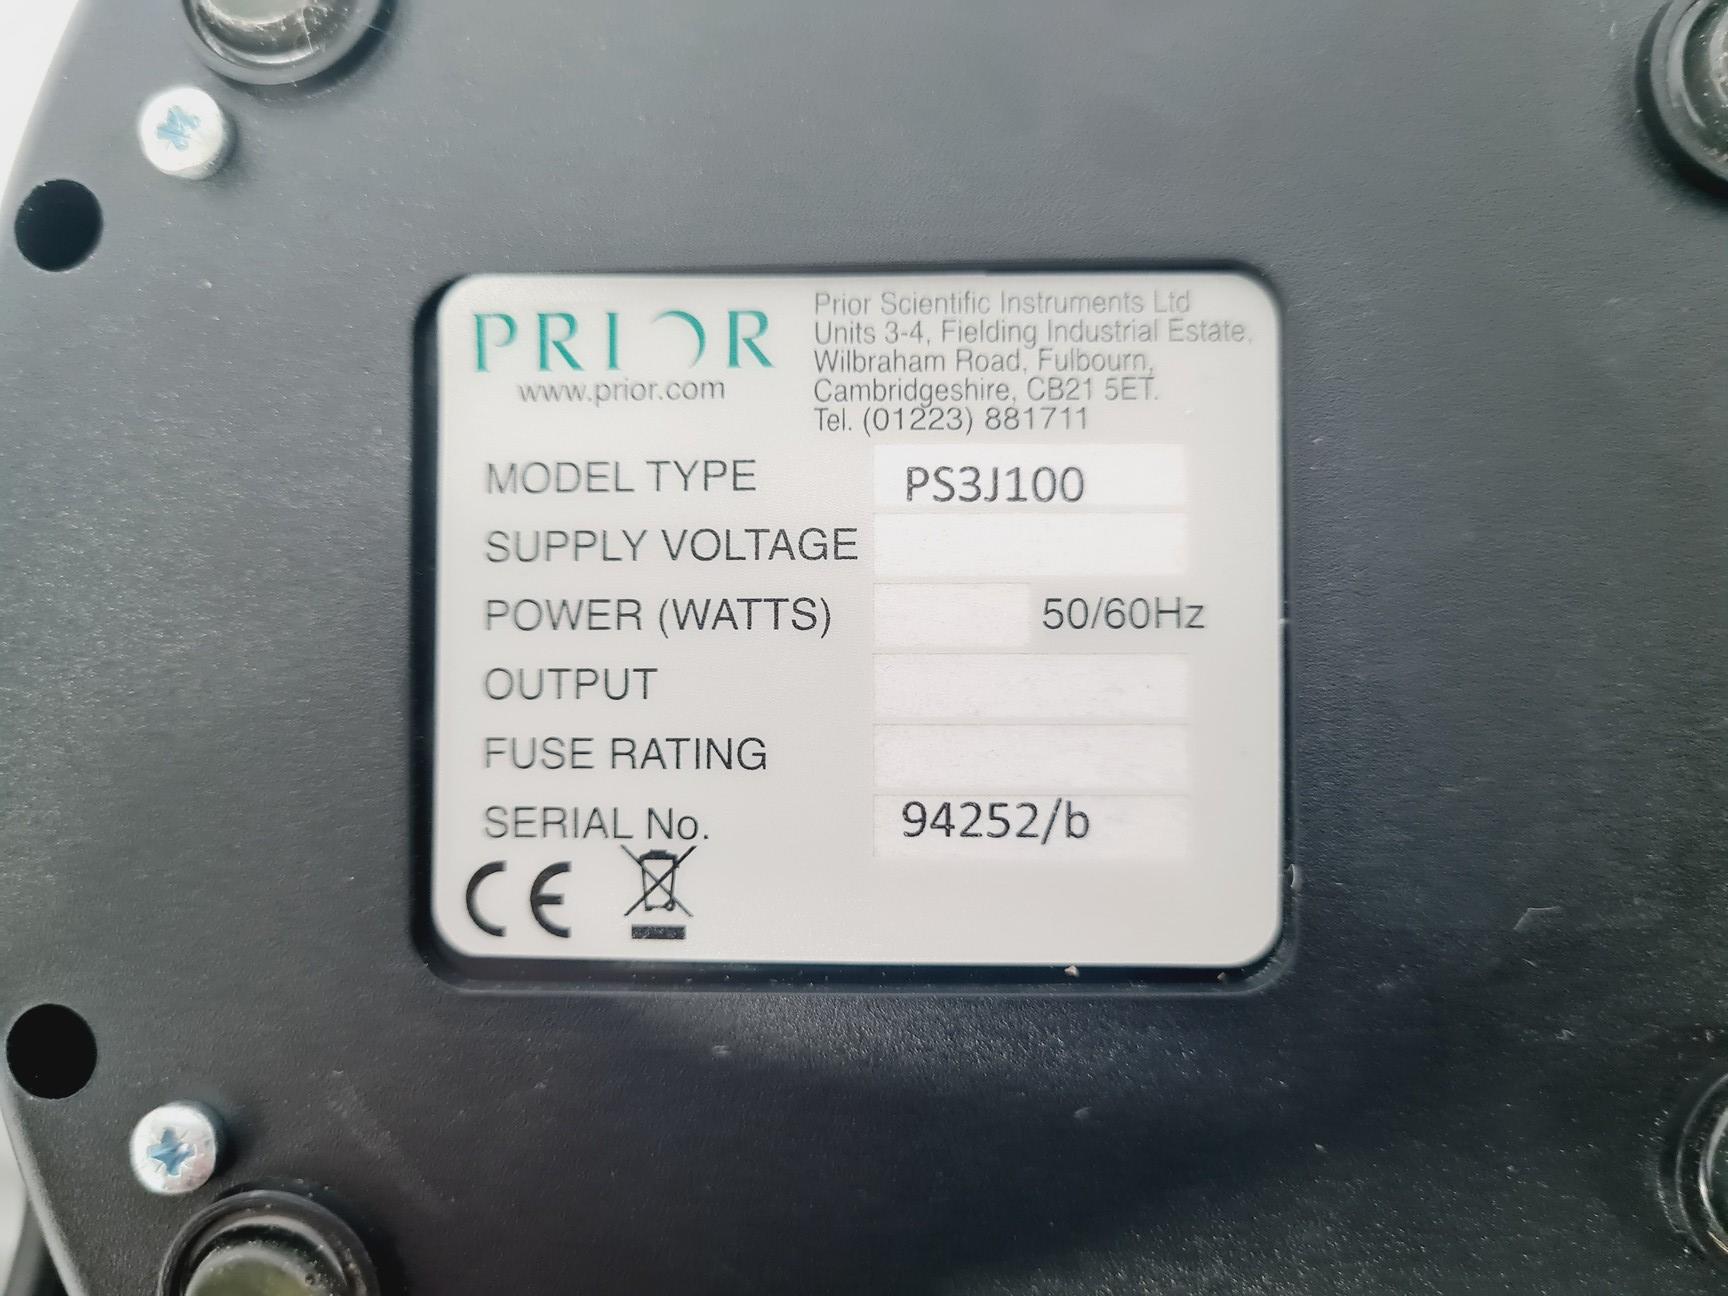 PRIOR
www.prior.com
Prior Scientific Instruments Ltd
Units 3-4, Fielding Industrial Estate,
Wilbraham Road, Fulbourn,
Cambridgeshire, CB21 5ET.
Tel. (01223) 881711
MODEL TYPE PS3J100
SUPPLY VOLTAGE
POWER (WATTS) 50/60Hz
OUTPUT
FUSE RATING
SERIAL No. 94252/b
CE